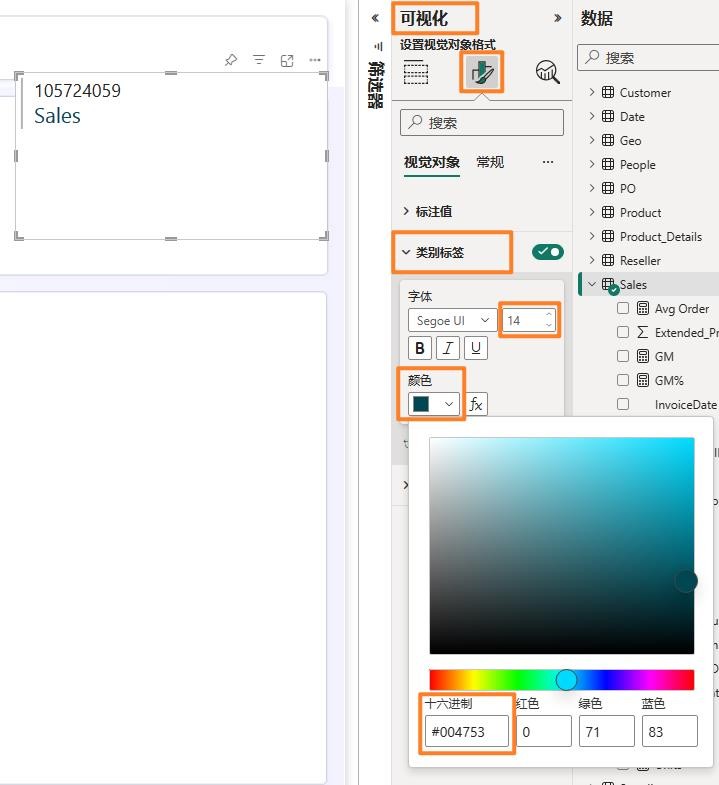 可视化
数据
设置视觉对象格式
筛选器
搜索
搜索
105724059
Sales
视觉对象
常规
标注值
类别标签
字体
Segoe UI
14
B
I
U
颜色
fx
十六进制
红色
绿色
蓝色
#004753
0
71
83
Customer
Date
Geo
People
PO
Product
Product_Details
Reseller
Sales
Avg Order
Extended_Pr
GM
GM%
InvoiceDate